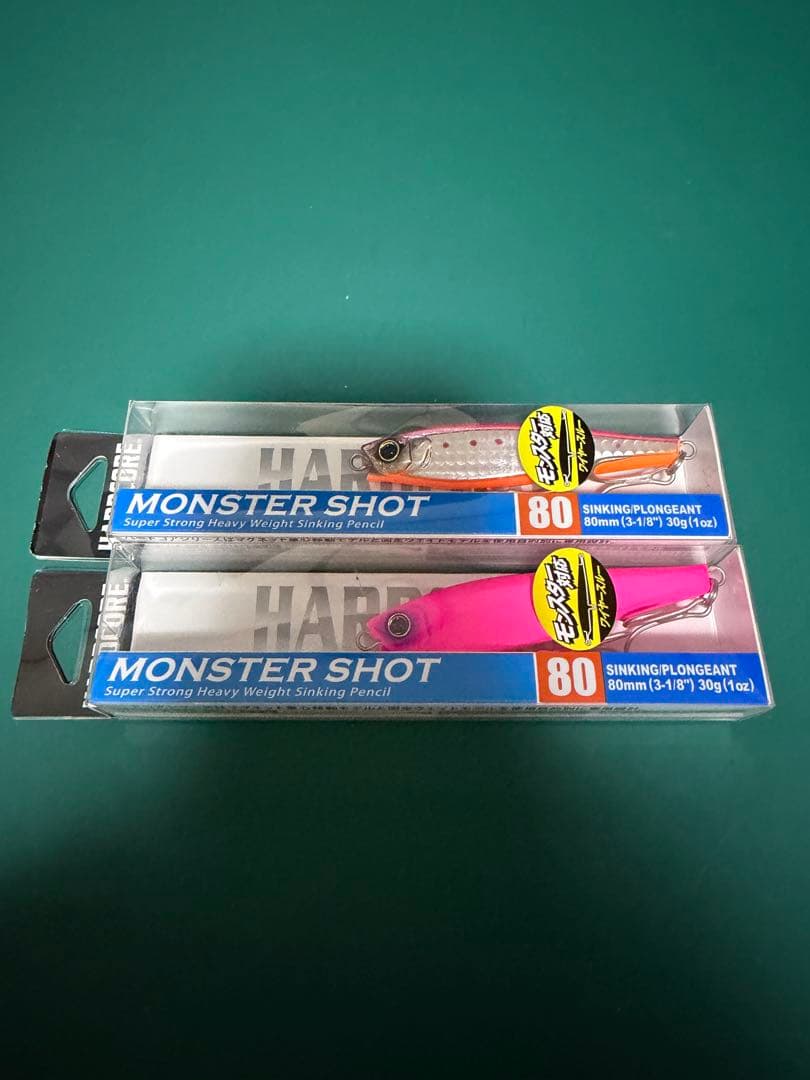 HARDCORE
HARD
モンスター対応
ワイヤースルー
MONSTER SHOT
Super Strong Heavy Weight Sinking Pencil
80
SINKING/PLONGEANT
80mm(3-1/8") 30g(1oz)
HARDCORE
HARD
モンスター対応
ワイヤースルー
MONSTER SHOT
Super Strong Heavy Weight Sinking Pencil
80
SINKING/PLONGEANT
80mm(3-1/8") 30g(1oz)